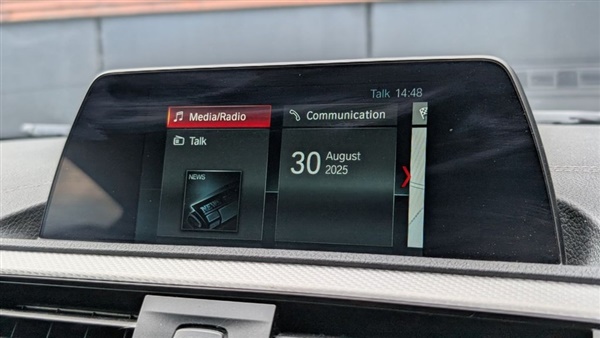 Talk 14:48
Media/Radio
Communication
Talk
NEWS
30 August
2025